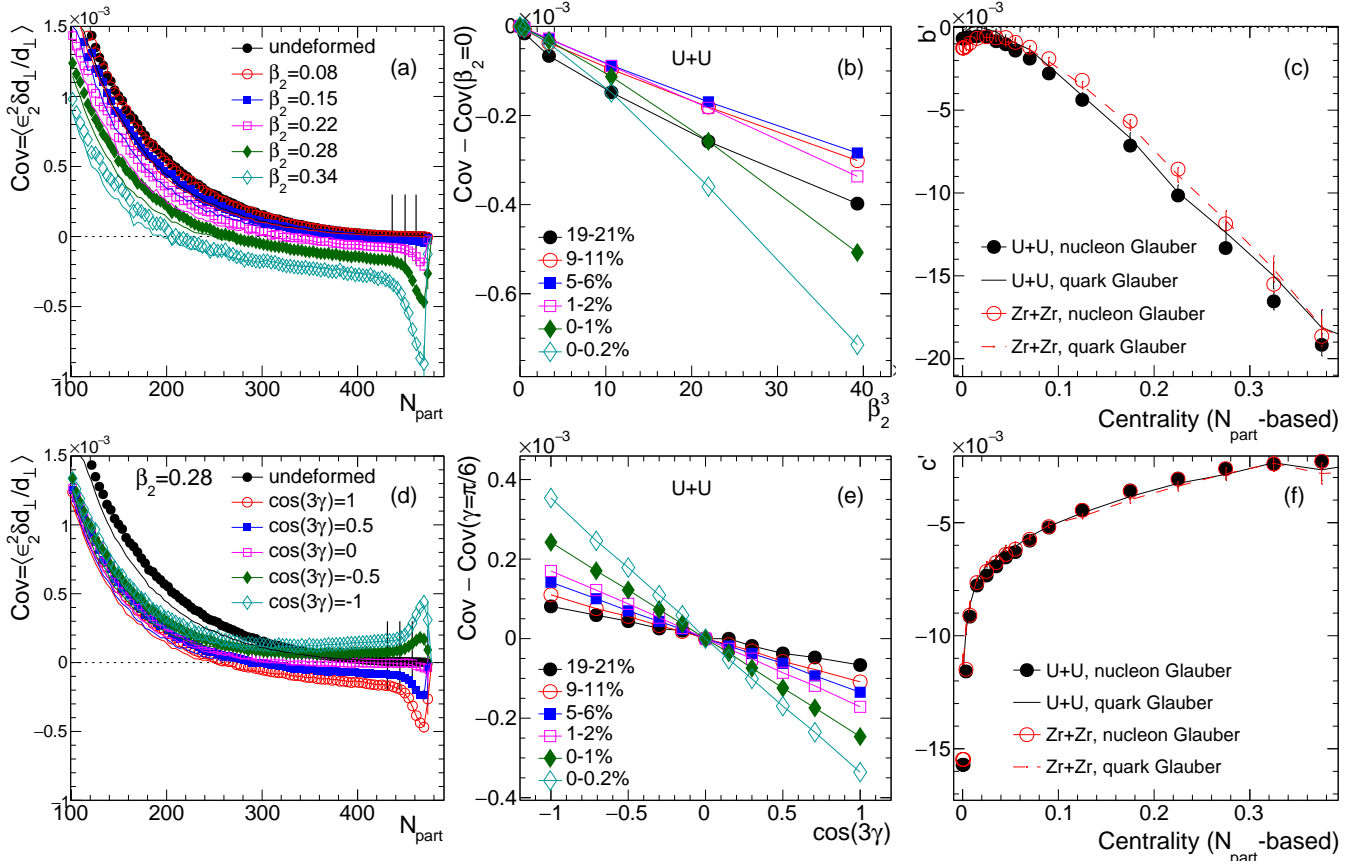 ×10⁻³
Cov=⟨ϵ₂²δd⊥/d⊥⟩
1.5
1
0.5
0
−0.5
−1
100
200
300
400
N_part
(a)
undeformed
β₂=0.08
β₂=0.15
β₂=0.22
β₂=0.28
β₂=0.34
×10⁻³
Cov − Cov(β₂=0)
0
−0.2
−0.4
−0.6
0
10
20
30
40
β₂³
U+U
(b)
19-21%
9-11%
5-6%
1-2%
0-1%
0-0.2%
×10⁻³
b'
0
−5
−10
−15
−20
0
0.1
0.2
0.3
Centrality (N_part-based)
(c)
U+U, nucleon Glauber
U+U, quark Glauber
Zr+Zr, nucleon Glauber
Zr+Zr, quark Glauber
×10⁻³
Cov=⟨ϵ₂²δd⊥/d⊥⟩
1.5
1
0.5
0
−0.5
−1
100
200
300
400
N_part
β₂=0.28
(d)
undeformed
cos(3γ)=1
cos(3γ)=0.5
cos(3γ)=0
cos(3γ)=-0.5
cos(3γ)=-1
×10⁻³
Cov − Cov(γ=π/6)
0.4
0.2
0
−0.2
−0.4
−1
−0.5
0
0.5
1
cos(3γ)
U+U
(e)
19-21%
9-11%
5-6%
1-2%
0-1%
0-0.2%
×10⁻³
c'
−5
−10
−15
0
0.1
0.2
0.3
Centrality (N_part-based)
(f)
U+U, nucleon Glauber
U+U, quark Glauber
Zr+Zr, nucleon Glauber
Zr+Zr, quark Glauber